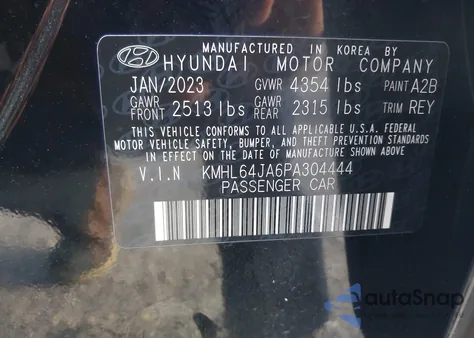 MANUFACTURED IN KOREA BY
HYUNDAI MOTOR COMPANY
JAN/2023 GVWR 4354 lbs PAINT A2B
GAWR FRONT 2513 lbs GAWR REAR 2315 lbs TRIM REY
THIS VEHICLE CONFORMS TO ALL APPLICABLE U.S.A. FEDERAL
MOTOR VEHICLE SAFETY, BUMPER, AND THEFT PREVENTION STANDARDS
IN EFFECT ON THE DATE OF MANUFACTURE SHOWN ABOVE.
V.I.N KMHL64JA6PA304444
PASSENGER CAR
autoSnap